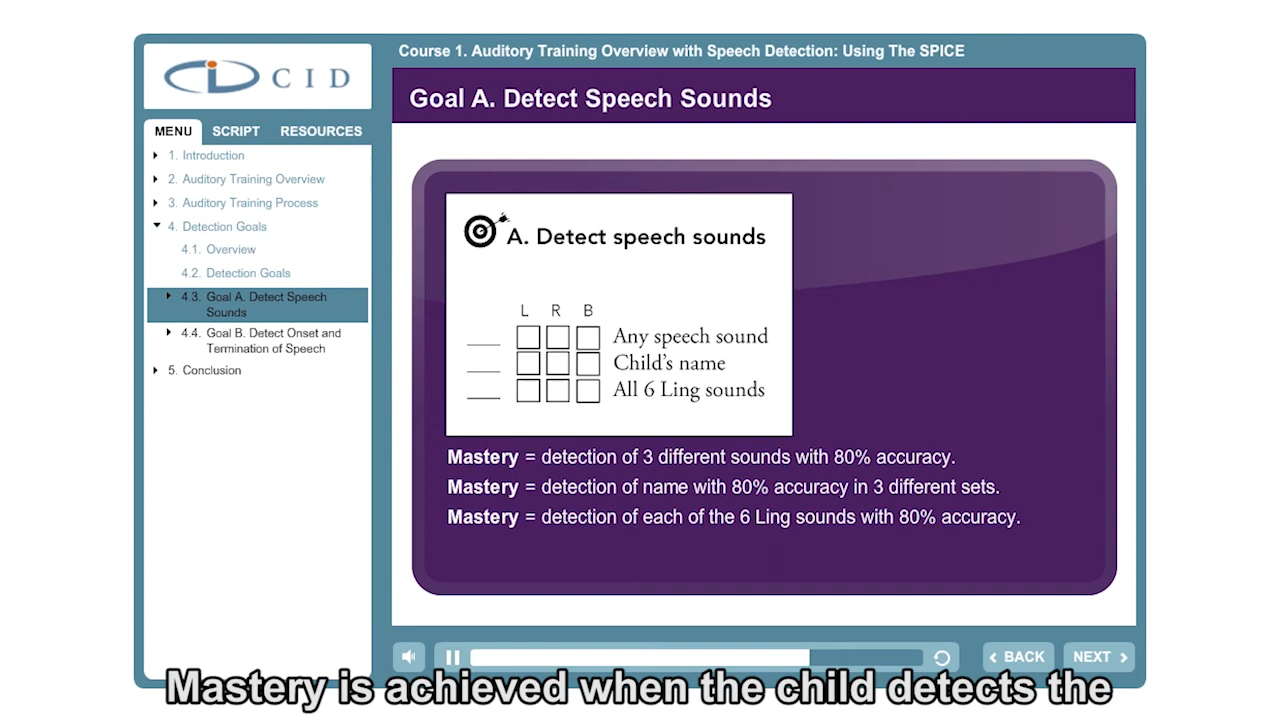 Course 1. Auditory Training Overview with Speech Detection: Using The SPICE
CID
Goal A. Detect Speech Sounds
MENU SCRIPT RESOURCES
1. Introduction
2. Auditory Training Overview
3. Auditory Training Process
4. Detection Goals
4.1. Overview
4.2. Detection Goals
4.3. Goal A. Detect Speech
Sounds
4.4. Goal B. Detect Onset and
Termination of Speech
5. Conclusion
A. Detect speech sounds
L R B
Any speech sound
Child's name
All 6 Ling sounds
Mastery = detection of 3 different sounds with 80% accuracy.
Mastery = detection of name with 80% accuracy in 3 different sets.
Mastery = detection of each of the 6 Ling sounds with 80% accuracy.
BACK NEXT
Mastery is achieved when the child detects the